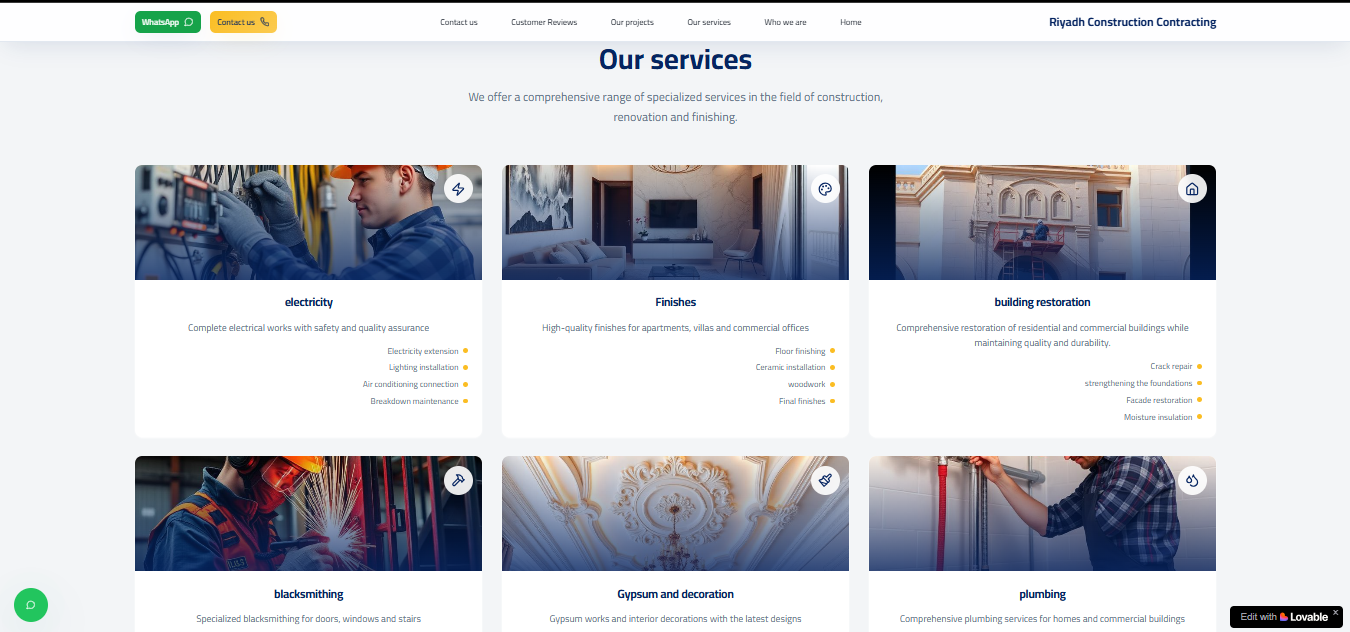 WhatsApp
Contact us
Contact us
Customer Reviews
Our projects
Our services
Who we are
Home
Riyadh Construction Contracting
Our services
We offer a comprehensive range of specialized services in the field of construction,
renovation and finishing.
electricity
Complete electrical works with safety and quality assurance
Electricity extension
Lighting installation
Air conditioning connection
Breakdown maintenance
Finishes
High-quality finishes for apartments, villas and commercial offices
Floor finishing
Ceramic installation
woodwork
Final finishes
building restoration
Comprehensive restoration of residential and commercial buildings while
maintaining quality and durability.
Crack repair
strengthening the foundations
Facade restoration
Moisture insulation
blacksmithing
Specialized blacksmithing for doors, windows and stairs
Gypsum and decoration
Gypsum works and interior decorations with the latest designs
plumbing
Comprehensive plumbing services for homes and commercial buildings
Edit with Lovable